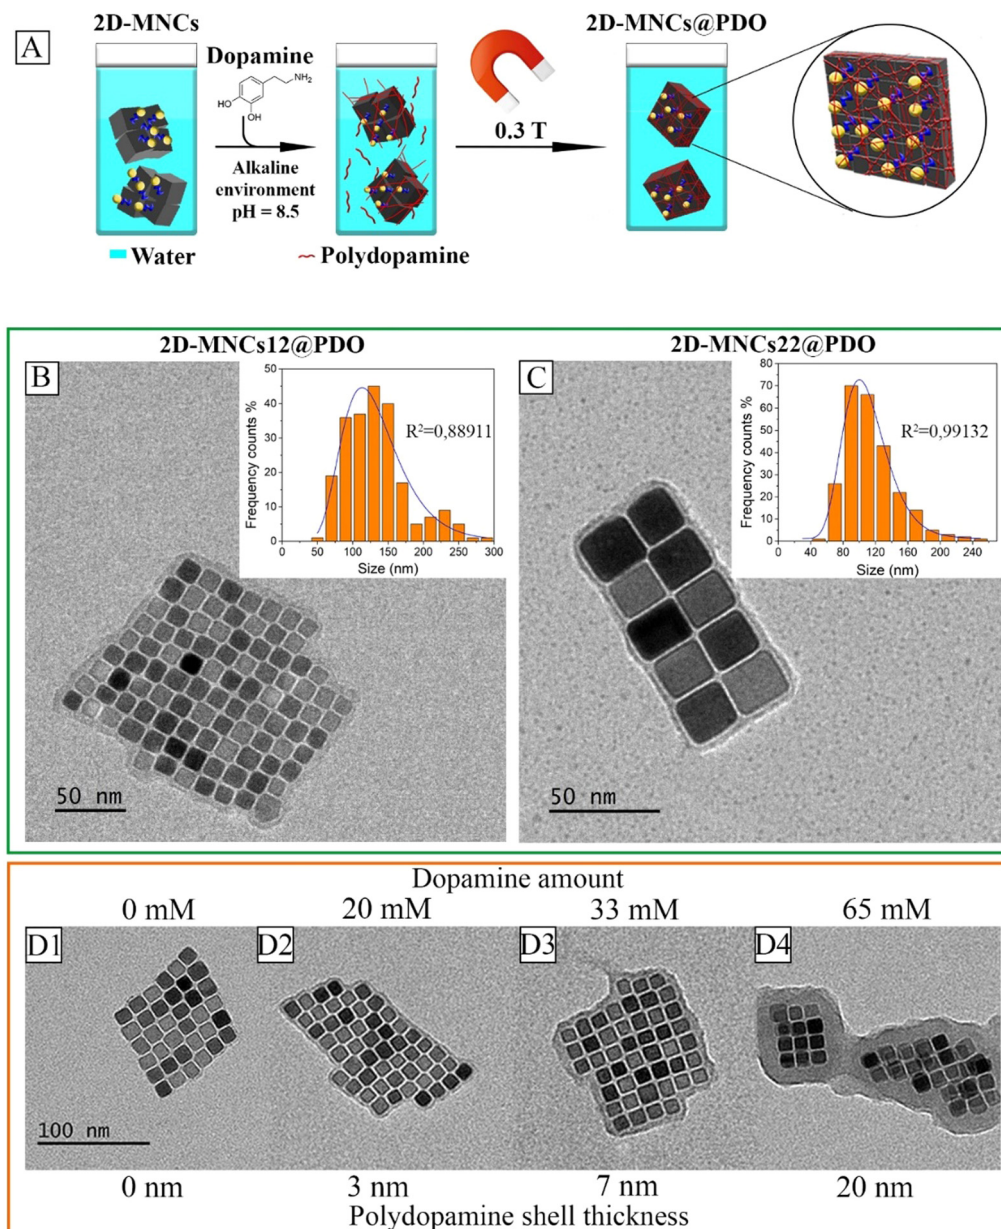 A
2D-MNCs
Dopamine
NH₂
HO
OH
Alkaline
environment
pH = 8.5
0.3 T
2D-MNCs@PDO
Water
Polydopamine
2D-MNCs12@PDO
B
Frequency counts %
50
40
30
20
10
0
R²=0,88911
0 50 100 150 200 250 300
Size (nm)
50 nm
2D-MNCs22@PDO
C
Frequency counts %
80
70
60
50
40
30
20
10
0
R²=0,99132
40 80 120 160 200 240
Size (nm)
50 nm
Dopamine amount
0 mM 20 mM 33 mM 65 mM
D1 D2 D3 D4
100 nm
0 nm 3 nm 7 nm 20 nm
Polydopamine shell thickness